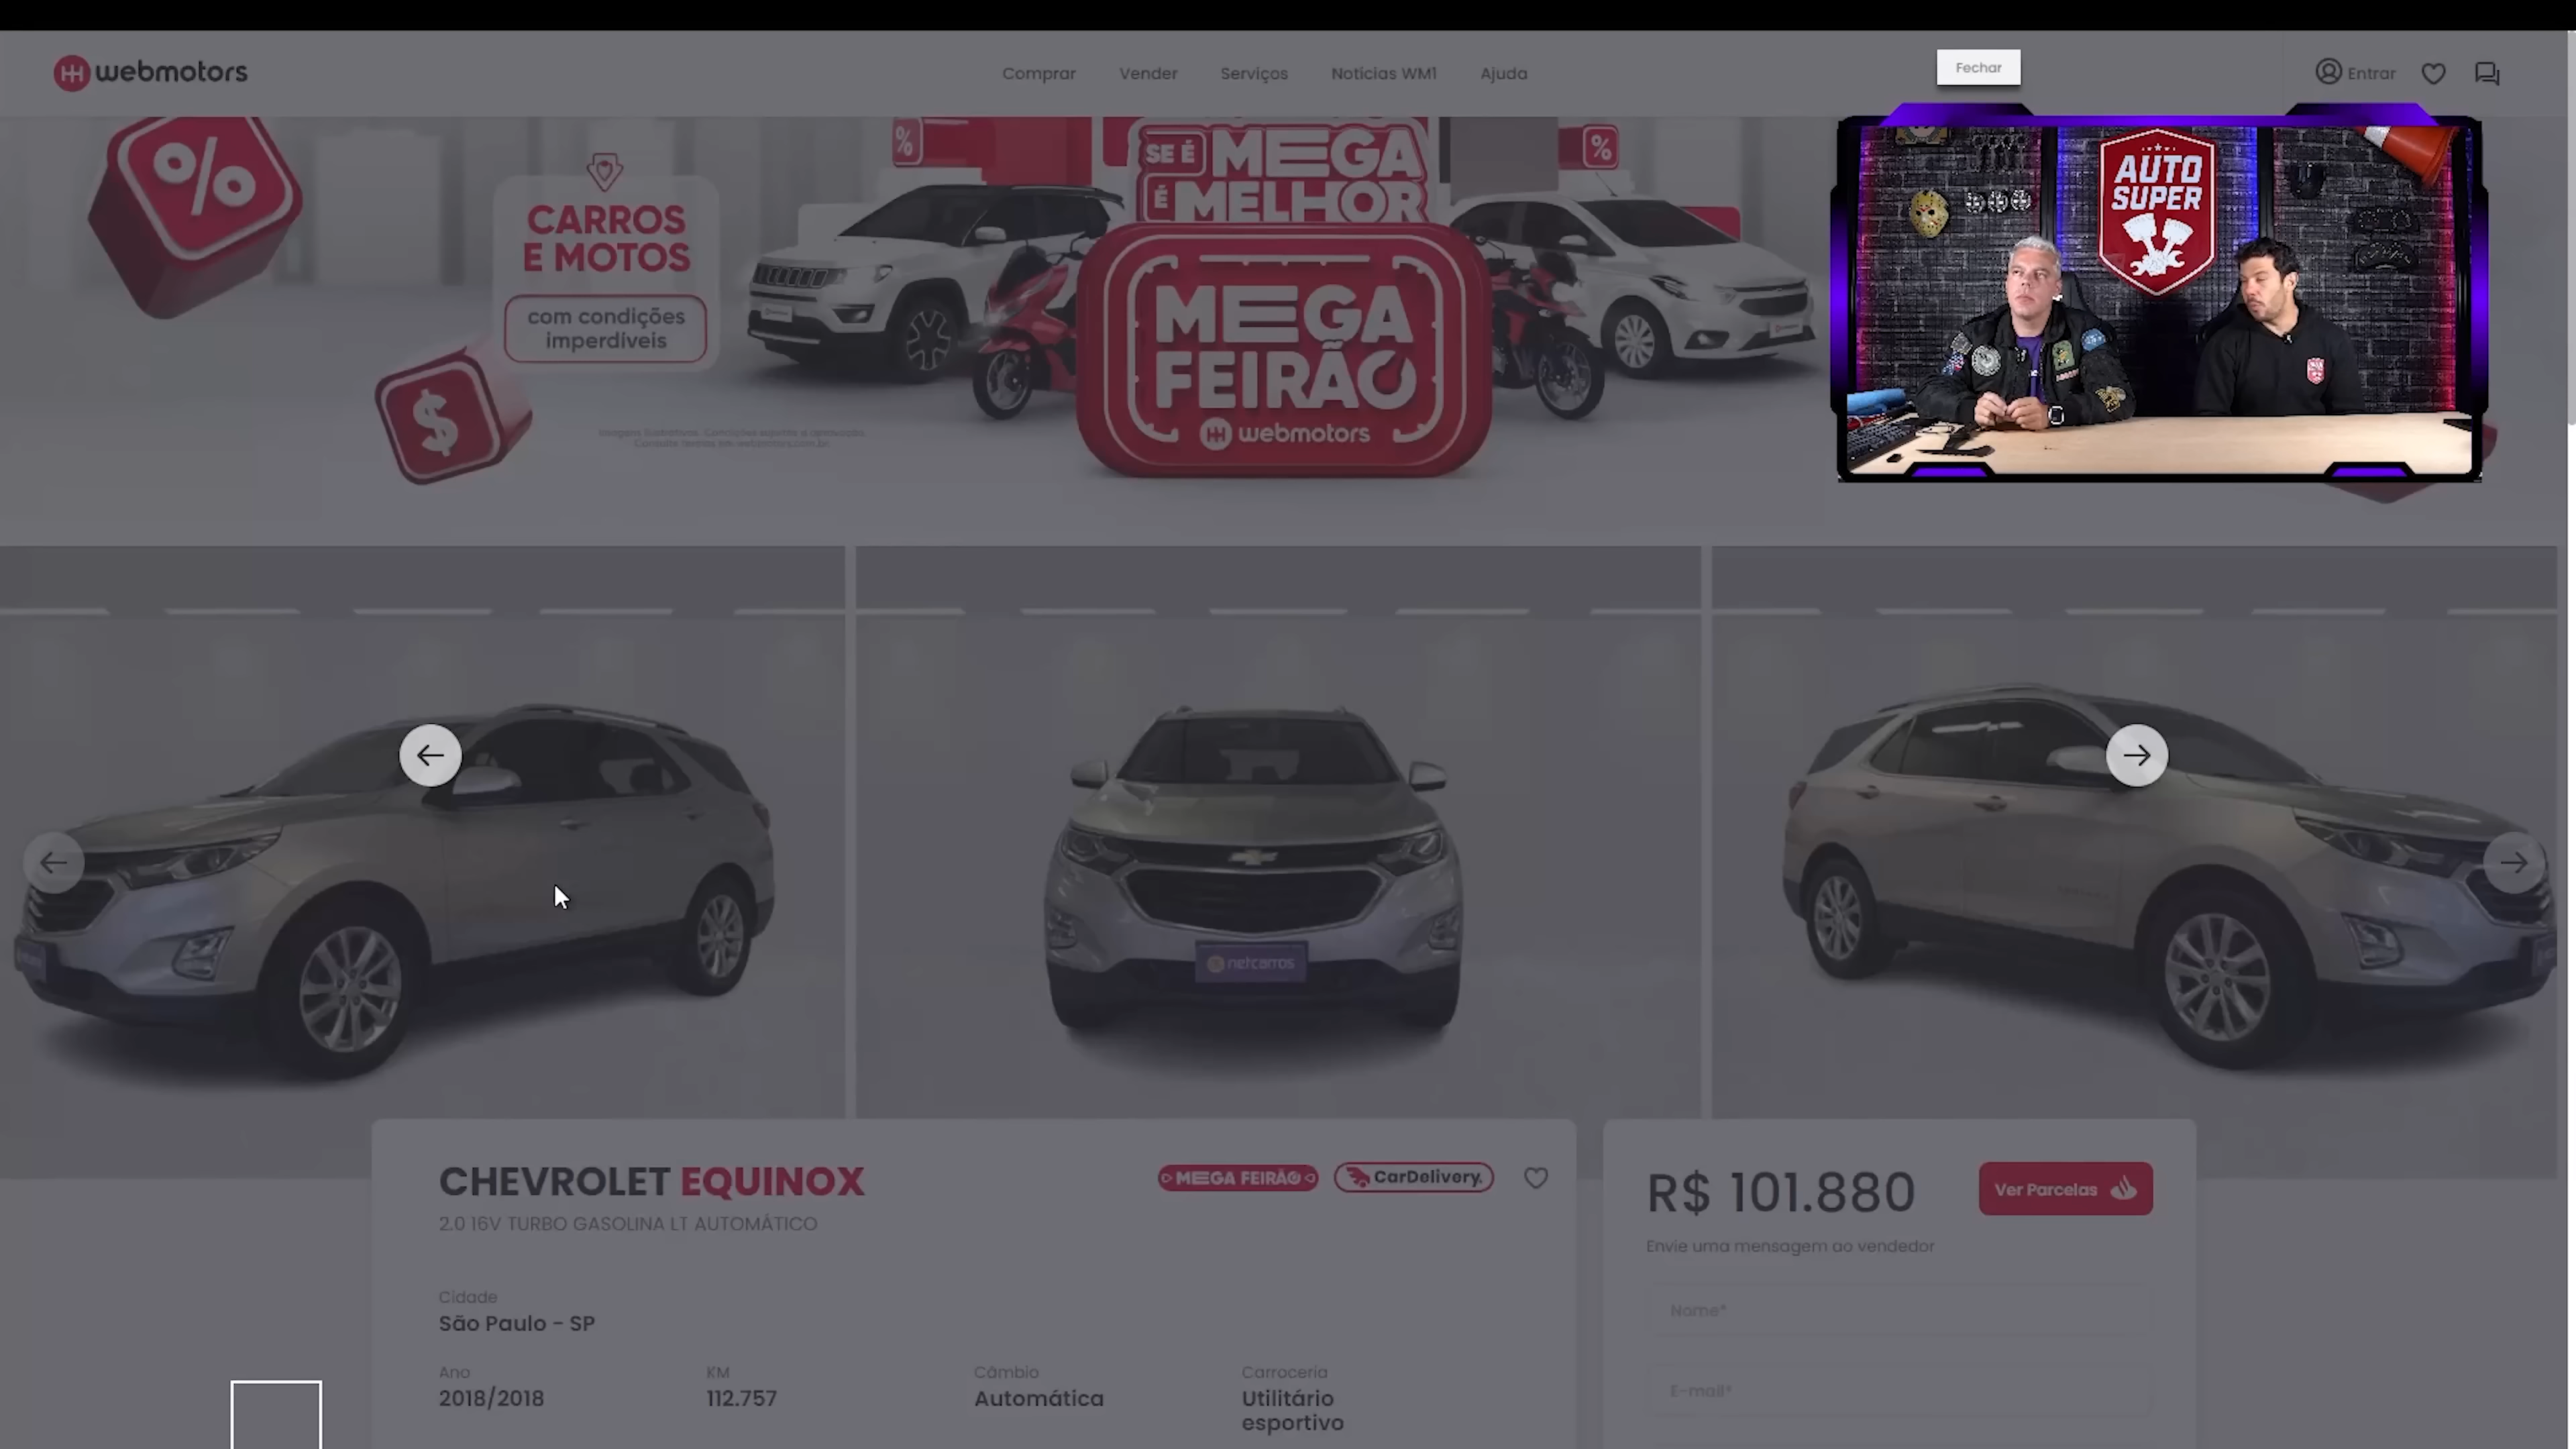 webmotors
Comprar
Vender
Serviços
Notícias WM1
Ajuda
Fechar
Entrar
%
CARROS
E MOTOS
com condições
imperdíveis
$
%
SE É MEGA
É MELHOR
%
MEGA
FEIRÃO
webmotors
AUTO
SUPER
netcarros
CHEVROLET EQUINOX
2.0 16V TURBO GASOLINA LT AUTOMÁTICO
MEGA FEIRÃO
CarDelivery.
R$ 101.880
Ver Parcelas
Envie uma mensagem ao vendedor
Nome*
E-mail*
Cidade
São Paulo - SP
Ano
2018/2018
KM
112.757
Câmbio
Automática
Carroceria
Utilitário
esportivo